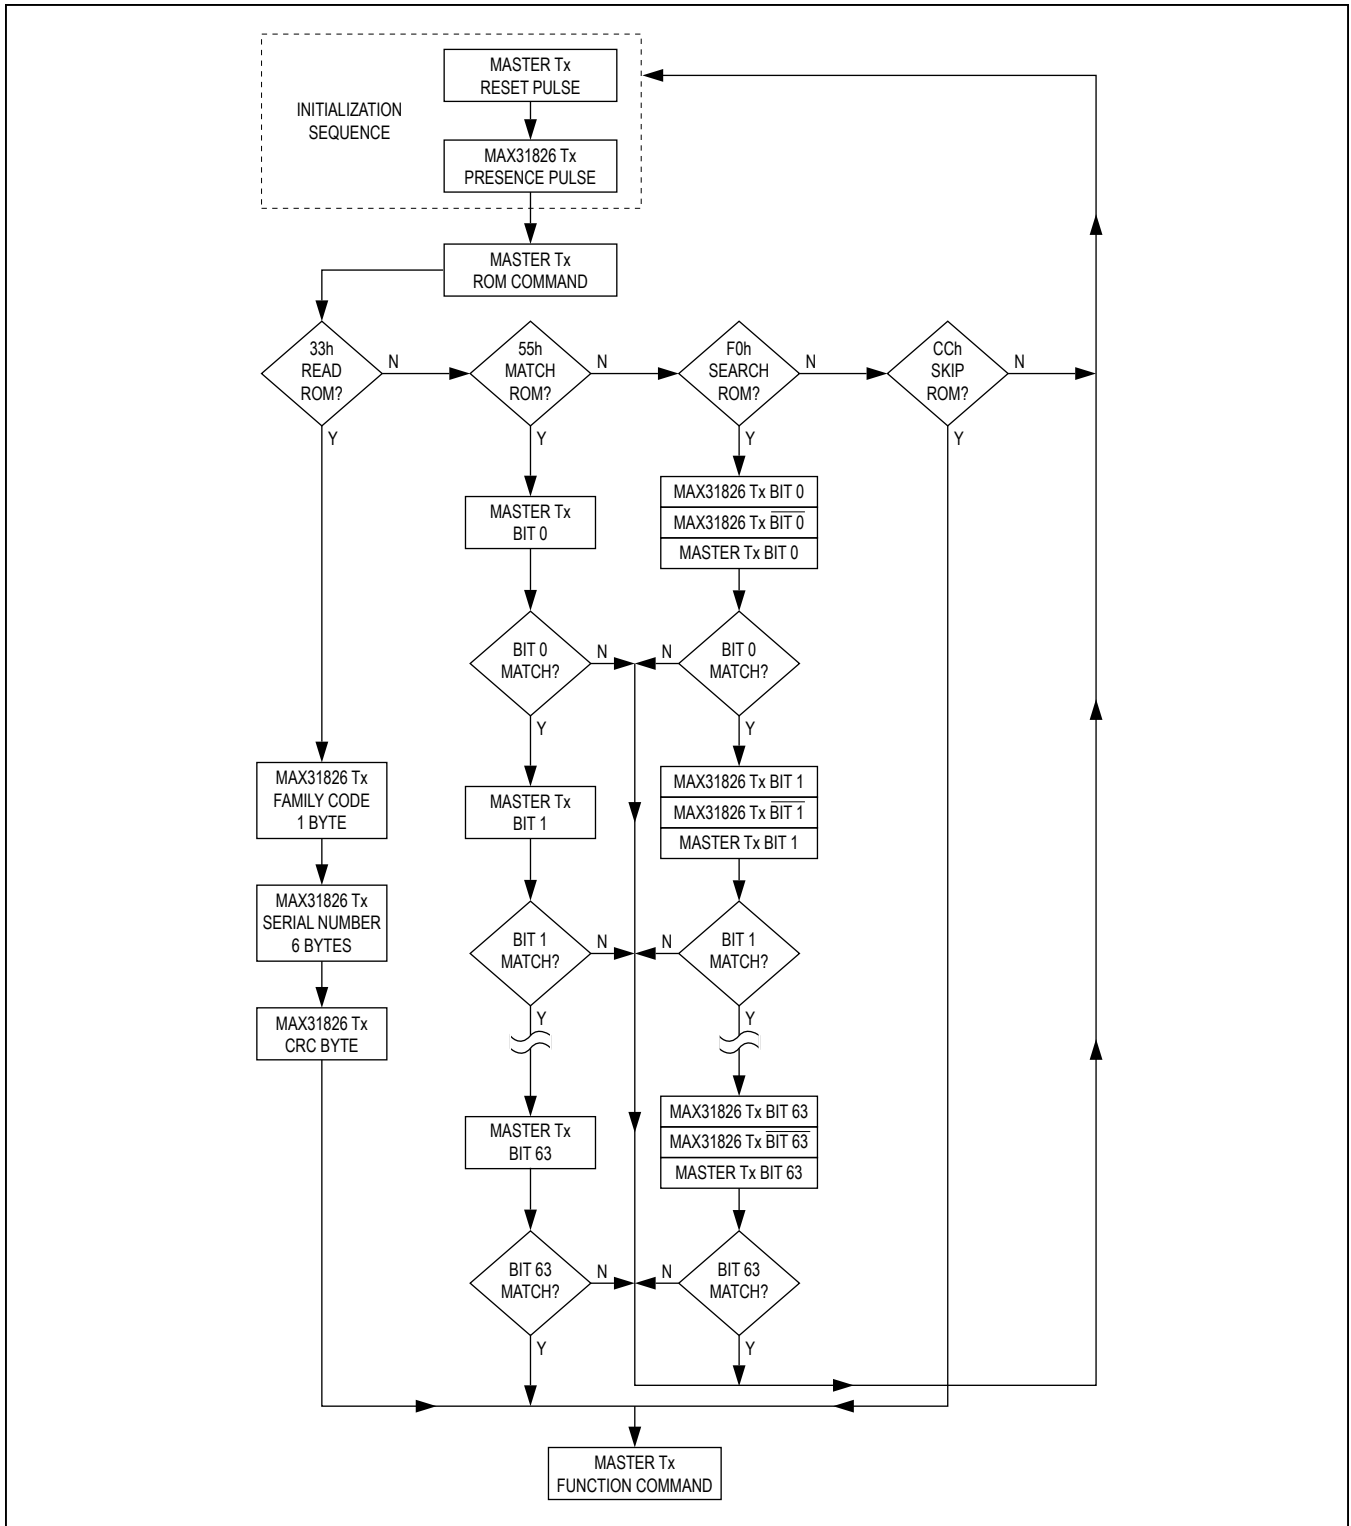 MASTER Tx
RESET PULSE
INITIALIZATION
SEQUENCE
MAX31826 Tx
PRESENCE PULSE
MASTER Tx
ROM COMMAND
33h
READ
ROM?
N
Y
55h
MATCH
ROM?
N
Y
F0h
SEARCH
ROM?
N
Y
CCh
SKIP
ROM?
N
Y
MASTER Tx
BIT 0
MAX31826 Tx BIT 0
MAX31826 Tx B̅I̅T̅ ̅0̅
MASTER Tx BIT 0
BIT 0
MATCH?
N
Y
N
BIT 0
MATCH?
Y
MAX31826 Tx
FAMILY CODE
1 BYTE
MASTER Tx
BIT 1
MAX31826 Tx BIT 1
MAX31826 Tx B̅I̅T̅ ̅1̅
MASTER Tx BIT 1
MAX31826 Tx
SERIAL NUMBER
6 BYTES
BIT 1
MATCH?
N
Y
N
BIT 1
MATCH?
Y
MAX31826 Tx
CRC BYTE
MASTER Tx
BIT 63
MAX31826 Tx BIT 63
MAX31826 Tx B̅I̅T̅ ̅6̅3̅
MASTER Tx BIT 63
BIT 63
MATCH?
N
Y
N
BIT 63
MATCH?
Y
MASTER Tx
FUNCTION COMMAND